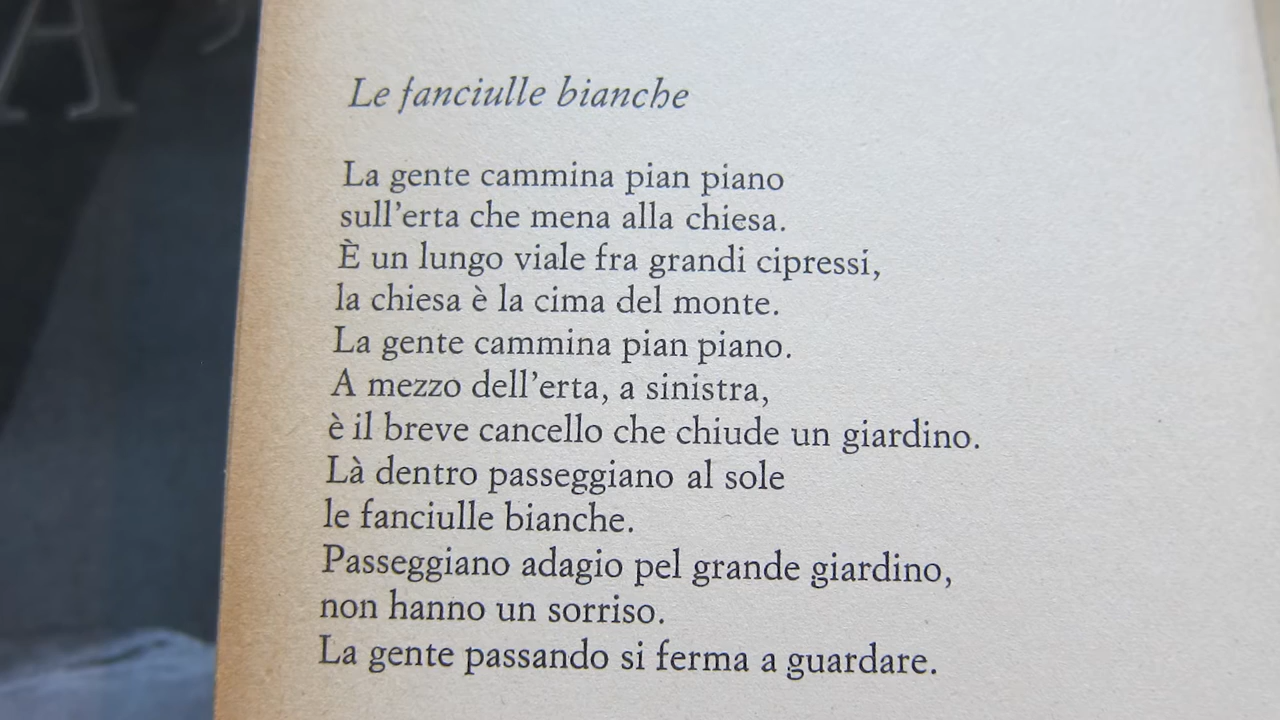 Le fanciulle bianche
La gente cammina pian piano
sull'erta che mena alla chiesa.
È un lungo viale fra grandi cipressi,
la chiesa è la cima del monte.
La gente cammina pian piano.
A mezzo dell'erta, a sinistra,
è il breve cancello che chiude un giardino.
Là dentro passeggiano al sole
le fanciulle bianche.
Passeggiano adagio pel grande giardino,
non hanno un sorriso.
La gente passando si ferma a guardare.